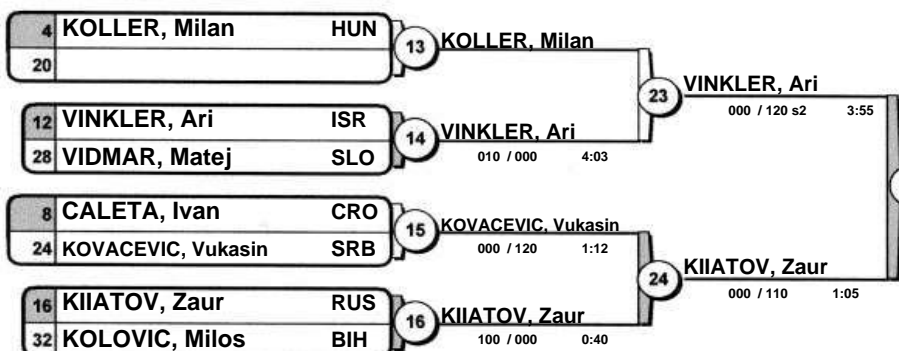 4 KOLLER, Milan HUN
20
13 KOLLER, Milan
12 VINKLER, Ari ISR
28 VIDMAR, Matej SLO
14 VINKLER, Ari
010 / 000 4:03
23 VINKLER, Ari
000 / 120 s2 3:55
8 CALETA, Ivan CRO
24 KOVACEVIC, Vukasin SRB
15 KOVACEVIC, Vukasin
000 / 120 1:12
16 KIIATOV, Zaur RUS
32 KOLOVIC, Milos BIH
16 KIIATOV, Zaur
100 / 000 0:40
24 KIIATOV, Zaur
000 / 110 1:05